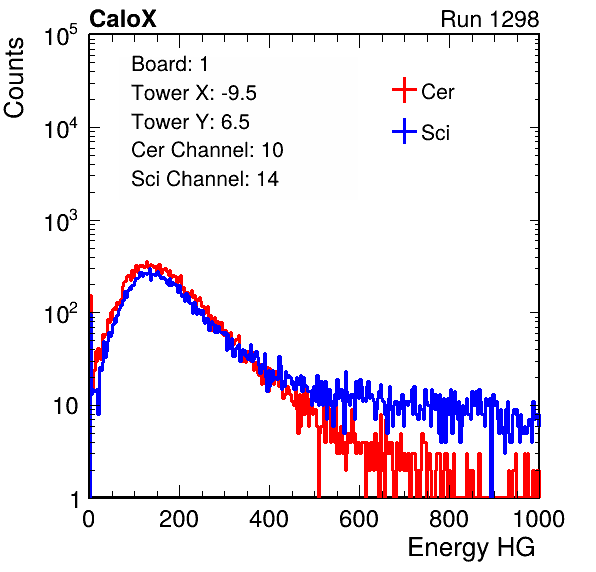 CaloX Run 1298
Counts
Board: 1
Tower X: -9.5
Tower Y: 6.5
Cer Channel: 10
Sci Channel: 14
Cer
Sci
10^5
10^4
10^3
10^2
10
1
0 200 400 600 800 1000
Energy HG